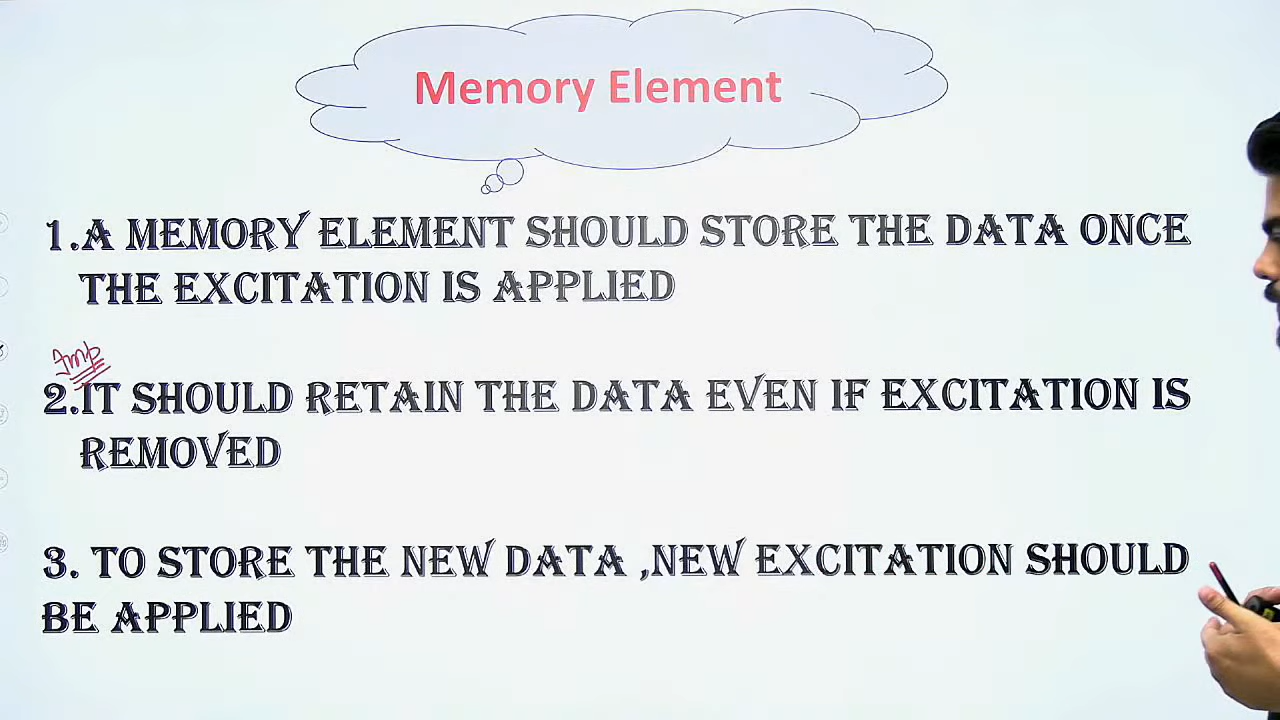 Memory Element
1.A MEMORY ELEMENT SHOULD STORE THE DATA ONCE
THE EXCITATION IS APPLIED
Imp
2.IT SHOULD RETAIN THE DATA EVEN IF EXCITATION IS
REMOVED
3. TO STORE THE NEW DATA ,NEW EXCITATION SHOULD
BE APPLIED